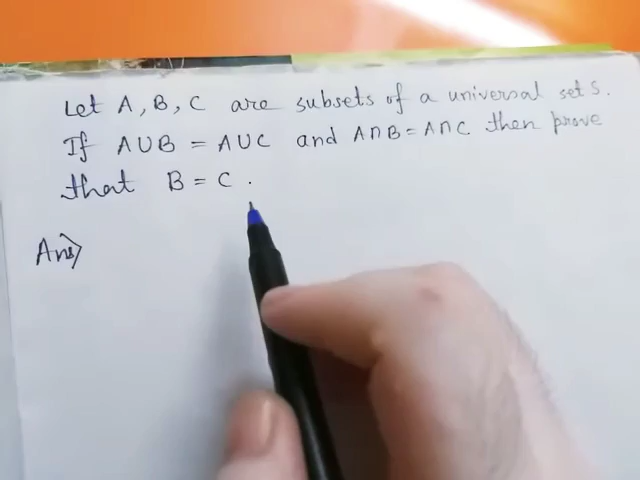 Let A, B, C are subsets of a universal set S.
If A∪B = A∪C and A∩B = A∩C then prove
that B = C.
Ans⟩